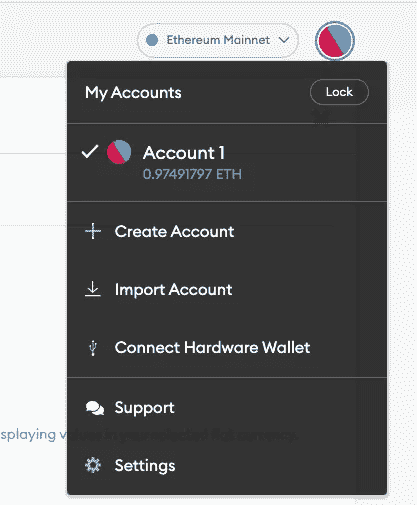 Ethereum Mainnet
My Accounts
Lock
Account 1
0.97491797 ETH
Create Account
Import Account
Connect Hardware Wallet
Support
splaying
Settings